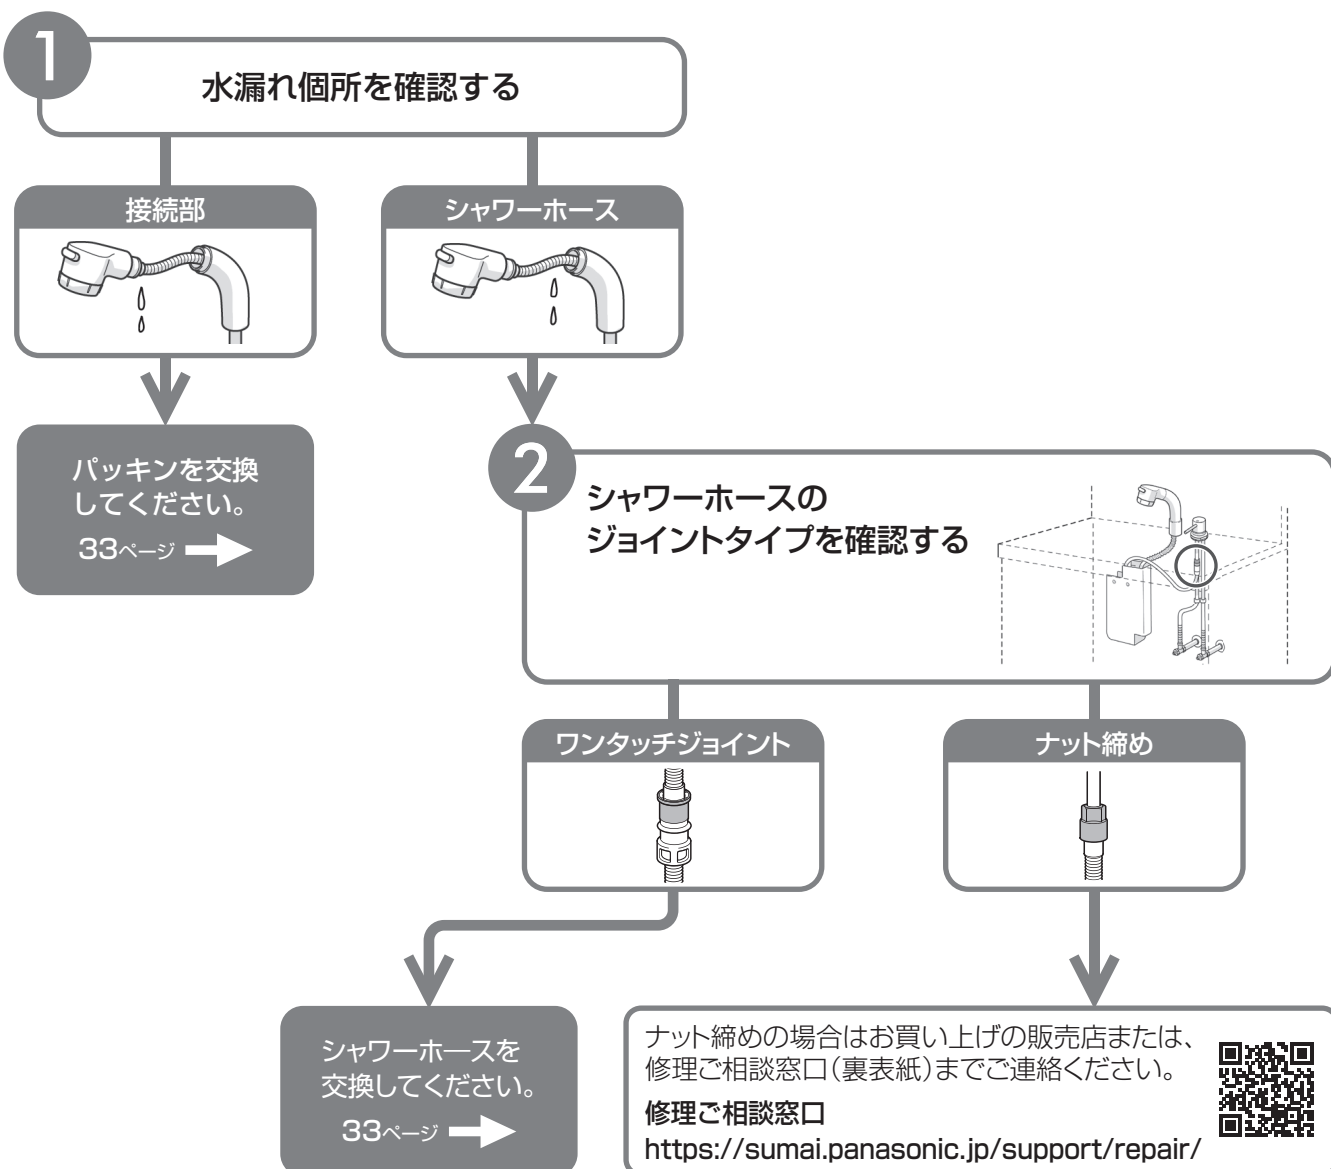 1
水漏れ個所を確認する
接続部
シャワーホース
パッキンを交換
してください。
33ページ
2
シャワーホースの
ジョイントタイプを確認する
ワンタッチジョイント
ナット締め
シャワーホースを
交換してください。
33ページ
ナット締めの場合はお買い上げの販売店または、
修理ご相談窓口(裏表紙)までご連絡ください。
修理ご相談窓口
https://sumai.panasonic.jp/support/repair/